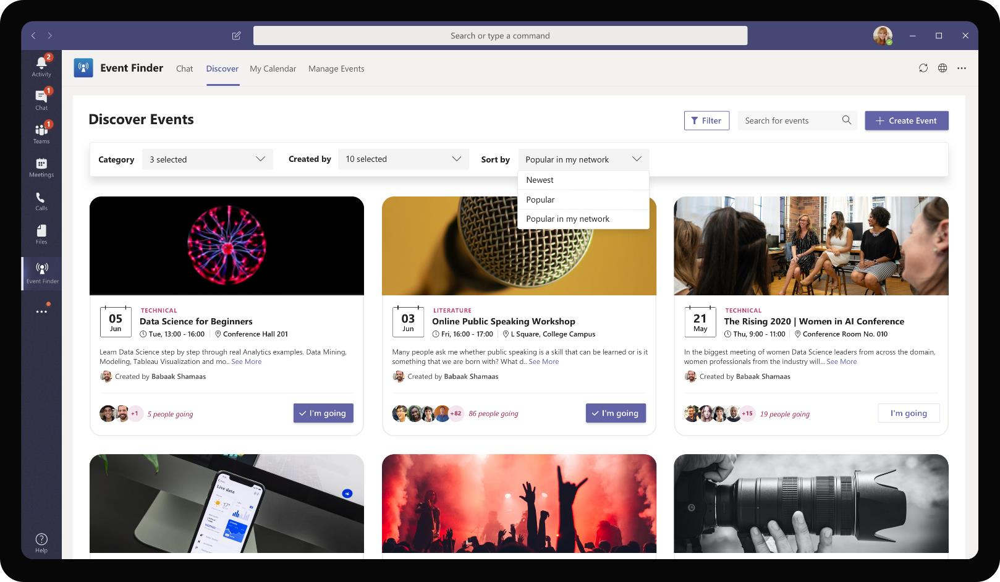 Search or type a command
2
Activity
1
Chat
1
Teams
Meetings
Calls
Files
Event Finder
Help
Event Finder Chat Discover My Calendar Manage Events
Discover Events
Filter
Search for events
Create Event
Category 3 selected Created by 10 selected Sort by Popular in my network
Newest
Popular
Popular in my network
05
Jun
TECHNICAL
Data Science for Beginners
Tue, 13:00 - 16:00 Conference Hall 201
Learn Data Science step by step through real Analytics examples. Data Mining,
Modeling, Tableau Visualization and mo.. See More
Created by Babaak Shamaas
+1 5 people going I'm going
03
Jun
LITERATURE
Online Public Speaking Workshop
Fri, 16:00 - 17:00 L Square, College Campus
Many people ask me whether public speaking is a skill that can be learned or is it
something that we are born with? What d.. See More
Created by Babaak Shamaas
+82 86 people going I'm going
21
May
TECHNICAL
The Rising 2020 | Women in AI Conference
Thu, 9:00 - 11:00 Conference Room No. 010
In the biggest meeting of women Data Science leaders from across the domain,
women professionals from the industry will... See More
Created by Babaak Shamaas
+15 19 people going I'm going
Live data
17°